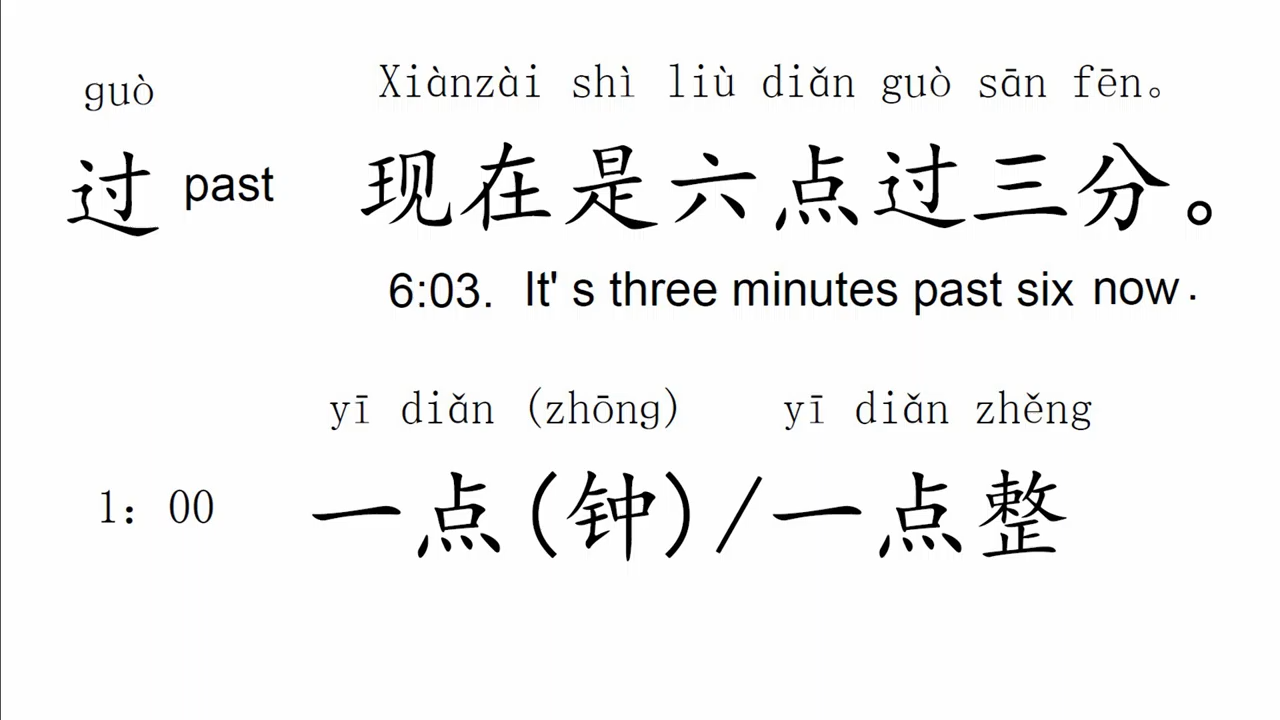 guò
Xiànzài shì liù diǎn guò sān fēn。
过 past
现在是六点过三分。
6:03. It' s three minutes past six now.
yī diǎn (zhōng)    yī diǎn zhěng
1：00
一点(钟)/一点整